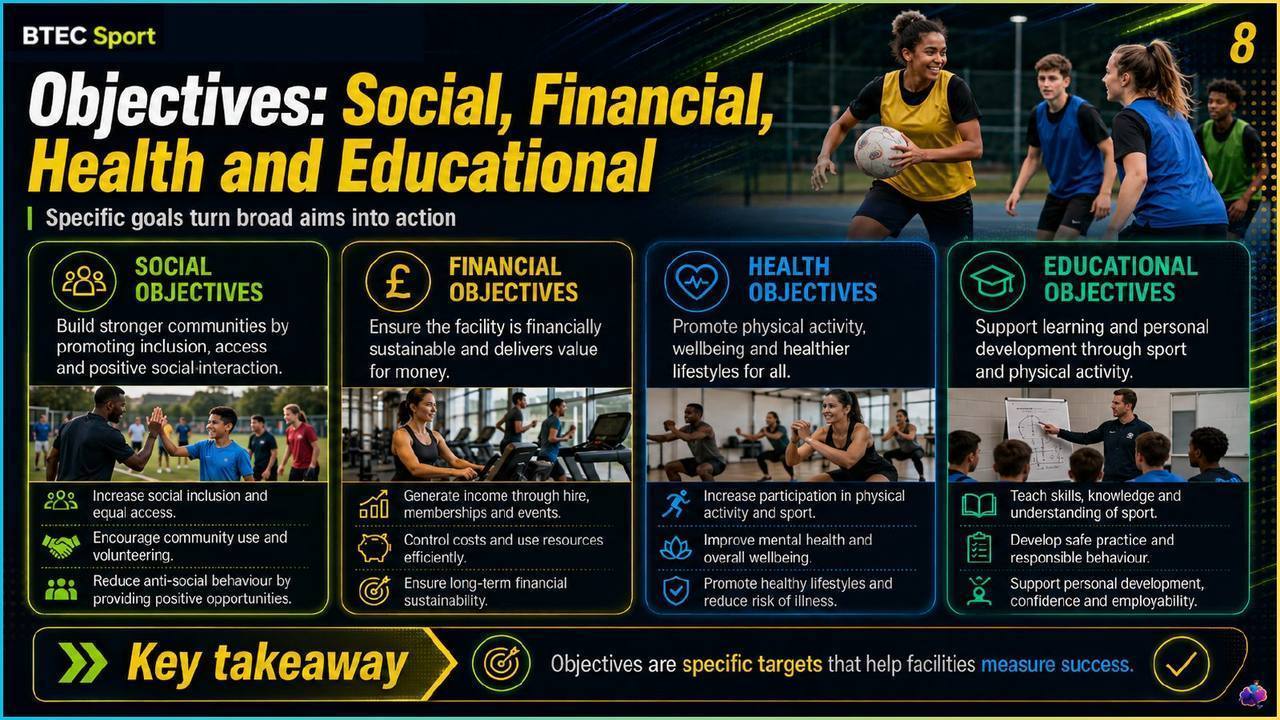 BTEC Sport
8
Objectives: Social, Financial,
Health and Educational
Specific goals turn broad aims into action
SOCIAL
OBJECTIVES
Build stronger communities by
promoting inclusion, access
and positive social interaction.
Increase social inclusion and
equal access.
Encourage community use and
volunteering.
Reduce anti-social behaviour by
providing positive opportunities.
£
FINANCIAL
OBJECTIVES
Ensure the facility is financially
sustainable and delivers value
for money.
Generate income through hire,
memberships and events.
Control costs and use resources
efficiently.
Ensure long-term financial
sustainability.
HEALTH
OBJECTIVES
Promote physical activity,
wellbeing and healthier
lifestyles for all.
Increase participation in physical
activity and sport.
Improve mental health and
overall wellbeing.
Promote healthy lifestyles and
reduce risk of illness.
EDUCATIONAL
OBJECTIVES
Support learning and personal
development through sport
and physical activity.
Teach skills, knowledge and
understanding of sport.
Develop safe practice and
responsible behaviour.
Support personal development,
confidence and employability.
Key takeaway
Objectives are specific targets that help facilities measure success.